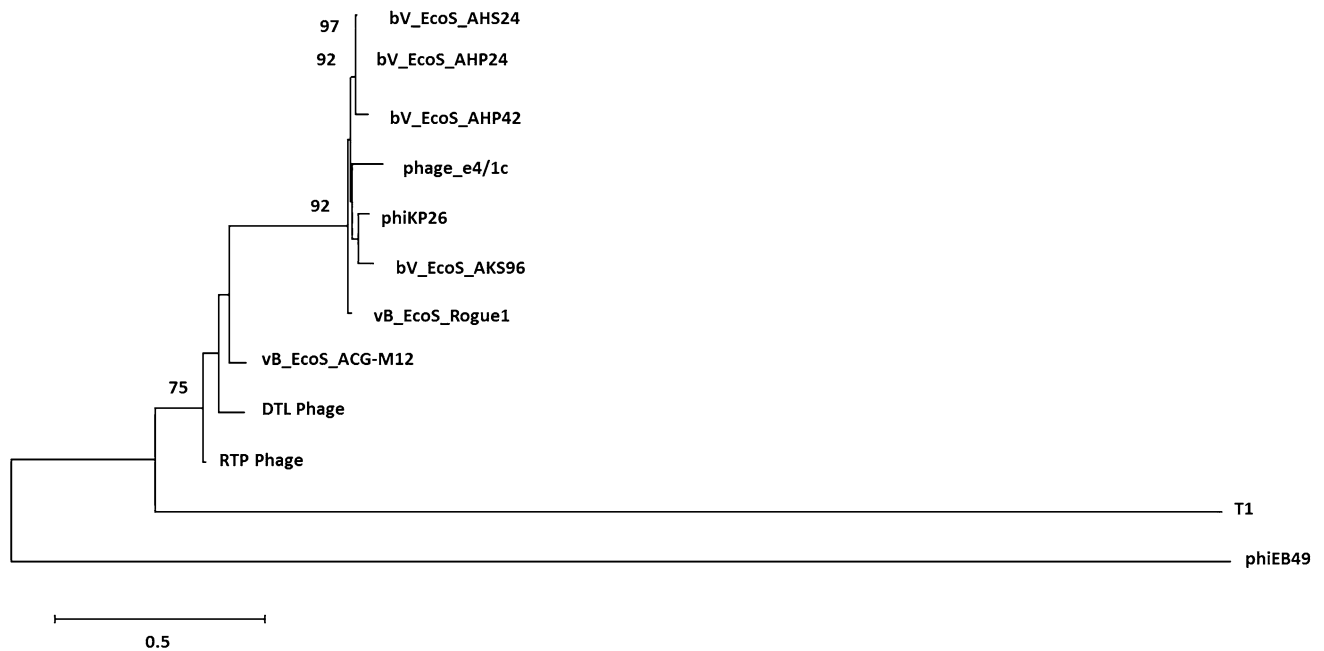 97
bV_EcoS_AHS24
92
bV_EcoS_AHP24
bV_EcoS_AHP42
phage_e4/1c
92
phiKP26
bV_EcoS_AKS96
vB_EcoS_Rogue1
vB_EcoS_ACG-M12
75
DTL Phage
RTP Phage
T1
phiEB49
0.5